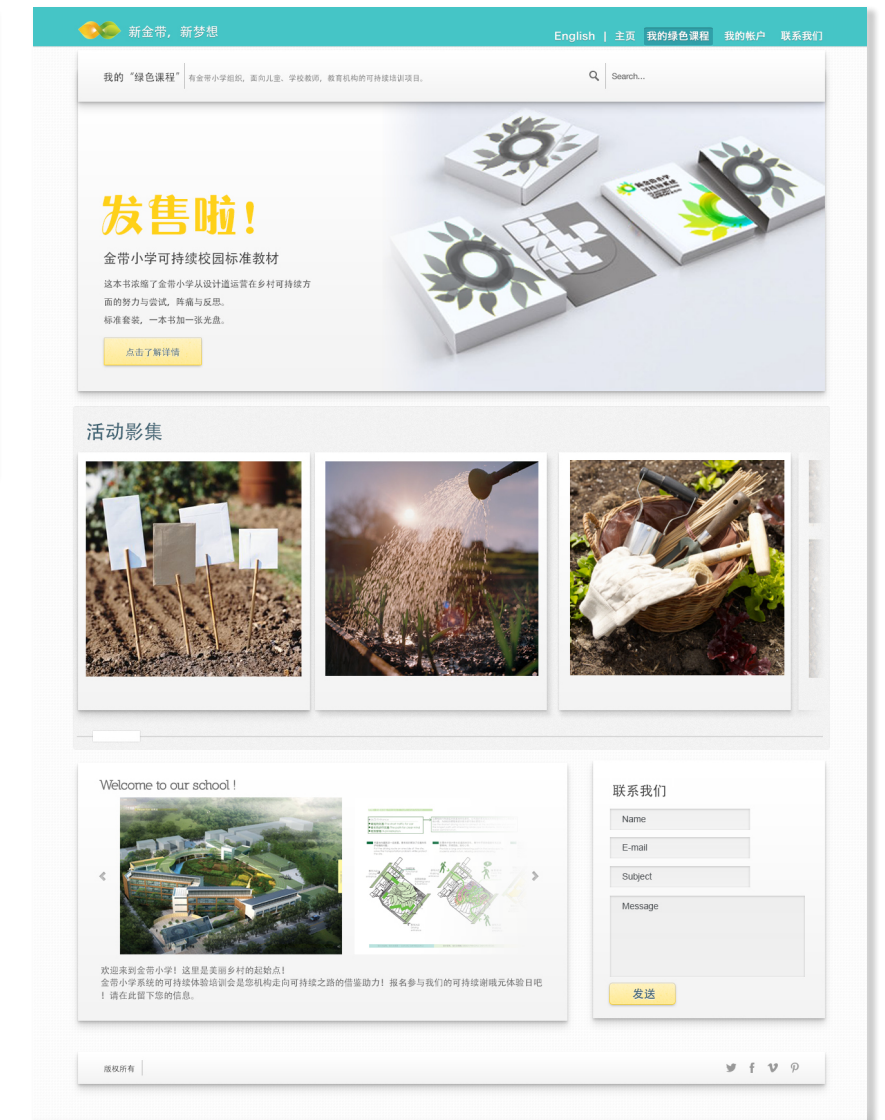 新金带，新梦想
English | 主页 我的绿色课程 我的帐户 联系我们
我的“绿色课程” 有金带小学组织，面向儿童、学校教师，教育机构的可持续培训项目。
Search...
发售啦！
金带小学可持续校园标准教材
这本书浓缩了金带小学从设计道运营在乡村可持续方
面的努力与尝试，阵痛与反思。
标准套装，一本书加一张光盘。
点击了解详情
活动影集
Welcome to our school !
欢迎来到金带小学！这里是美丽乡村的起始点！
金带小学系统的可持续体验培训会是您机构走向可持续之路的借鉴助力！报名参与我们的可持续谢哦元体验日吧
！请在此留下您的信息。
联系我们
Name
E-mail
Subject
Message
发送
版权所有